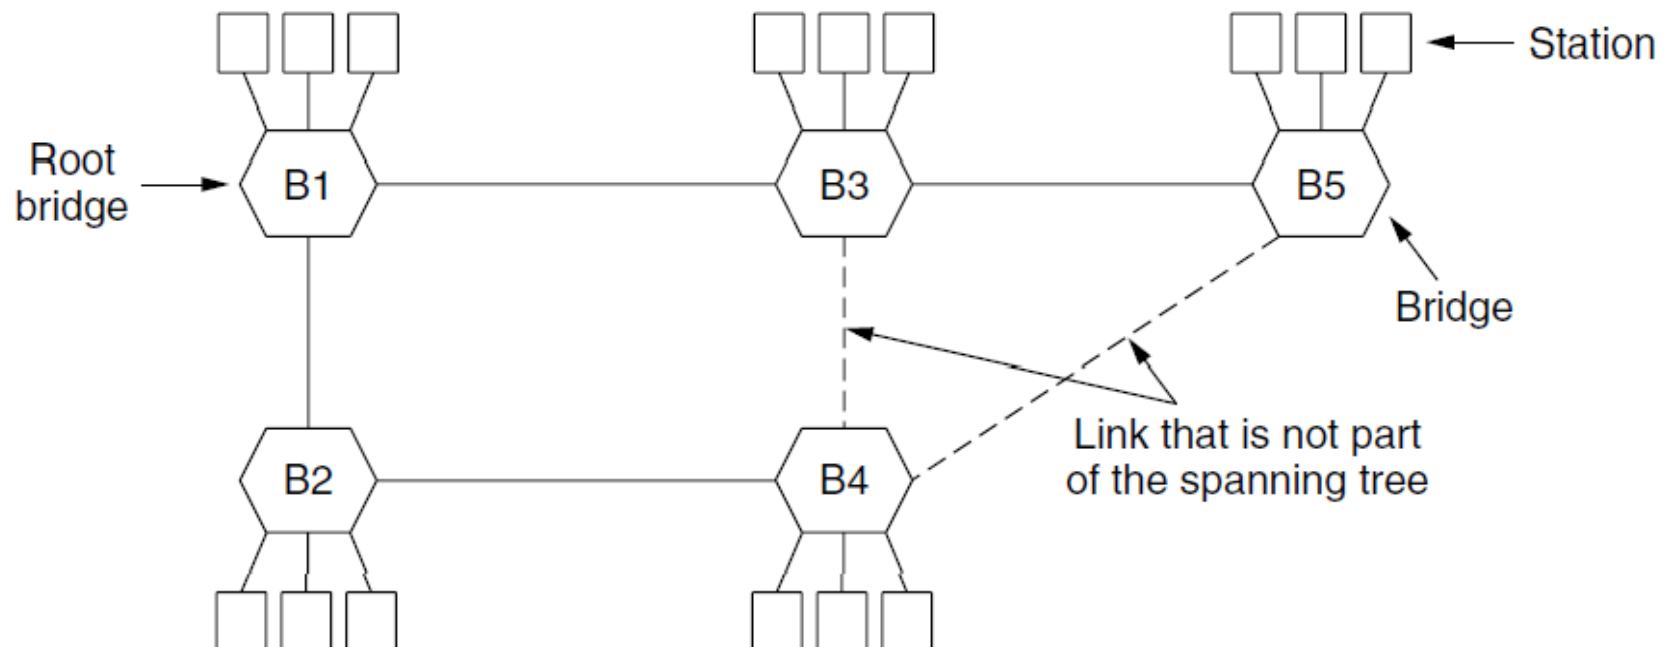 Station
Root
bridge
B1
B3
B5
Bridge
Link that is not part
of the spanning tree
B2
B4